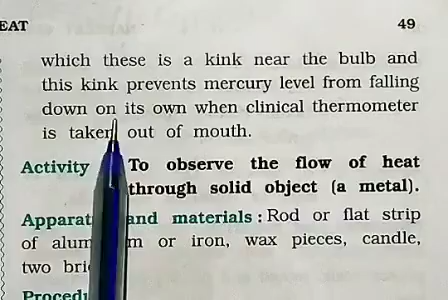 EAT 49
which these is a kink near the bulb and
this kink prevents mercury level from falling
down on its own when clinical thermometer
is taken out of mouth.
Activity To observe the flow of heat
through solid object (a metal).
and materials : Rod or flat strip
of or iron, wax pieces, candle,
two